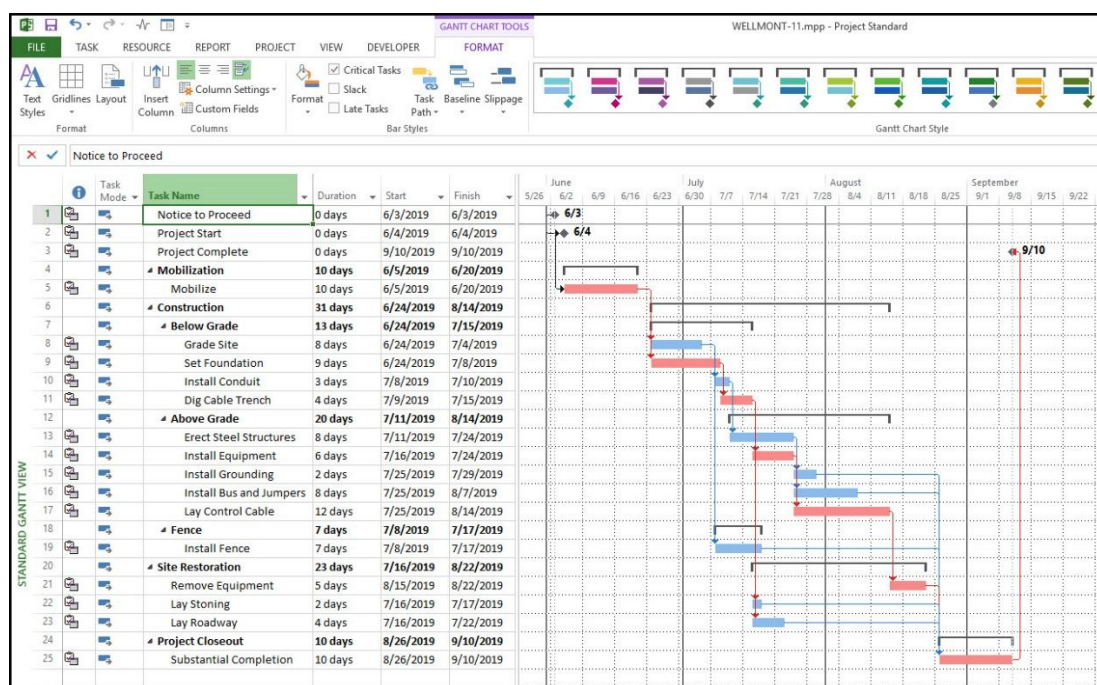 GANTT CHART TOOLS WELLMONT-11.mpp - Project Standard
FILE TASK RESOURCE REPORT PROJECT VIEW DEVELOPER FORMAT
Text Styles Gridlines Layout Insert Column Column Settings Custom Fields Format Critical Tasks Slack Late Tasks Task Path Baseline Slippage
Format Columns Bar Styles Gantt Chart Style
Notice to Proceed
Task Mode Task Name Duration Start Finish
June July August September
5/26 6/2 6/9 6/16 6/23 6/30 7/7 7/14 7/21 7/28 8/4 8/11 8/18 8/25 9/1 9/8 9/15 9/22
1 Notice to Proceed 0 days 6/3/2019 6/3/2019 6/3
2 Project Start 0 days 6/4/2019 6/4/2019 6/4
3 Project Complete 0 days 9/10/2019 9/10/2019 9/10
4 Mobilization 10 days 6/5/2019 6/20/2019
5 Mobilize 10 days 6/5/2019 6/20/2019
6 Construction 31 days 6/24/2019 8/14/2019
7 Below Grade 13 days 6/24/2019 7/15/2019
8 Grade Site 8 days 6/24/2019 7/4/2019
9 Set Foundation 9 days 6/24/2019 7/8/2019
10 Install Conduit 3 days 7/8/2019 7/10/2019
11 Dig Cable Trench 4 days 7/9/2019 7/15/2019
12 Above Grade 20 days 7/11/2019 8/14/2019
13 Erect Steel Structures 8 days 7/11/2019 7/24/2019
14 Install Equipment 6 days 7/16/2019 7/24/2019
15 Install Grounding 2 days 7/25/2019 7/29/2019
16 Install Bus and Jumpers 8 days 7/25/2019 8/7/2019
17 Lay Control Cable 12 days 7/25/2019 8/14/2019
18 Fence 7 days 7/8/2019 7/17/2019
19 Install Fence 7 days 7/8/2019 7/17/2019
20 Site Restoration 23 days 7/16/2019 8/22/2019
21 Remove Equipment 5 days 8/15/2019 8/22/2019
22 Lay Stoning 2 days 7/16/2019 7/17/2019
23 Lay Roadway 4 days 7/16/2019 7/22/2019
24 Project Closeout 10 days 8/26/2019 9/10/2019
25 Substantial Completion 10 days 8/26/2019 9/10/2019
STANDARD GANTT VIEW